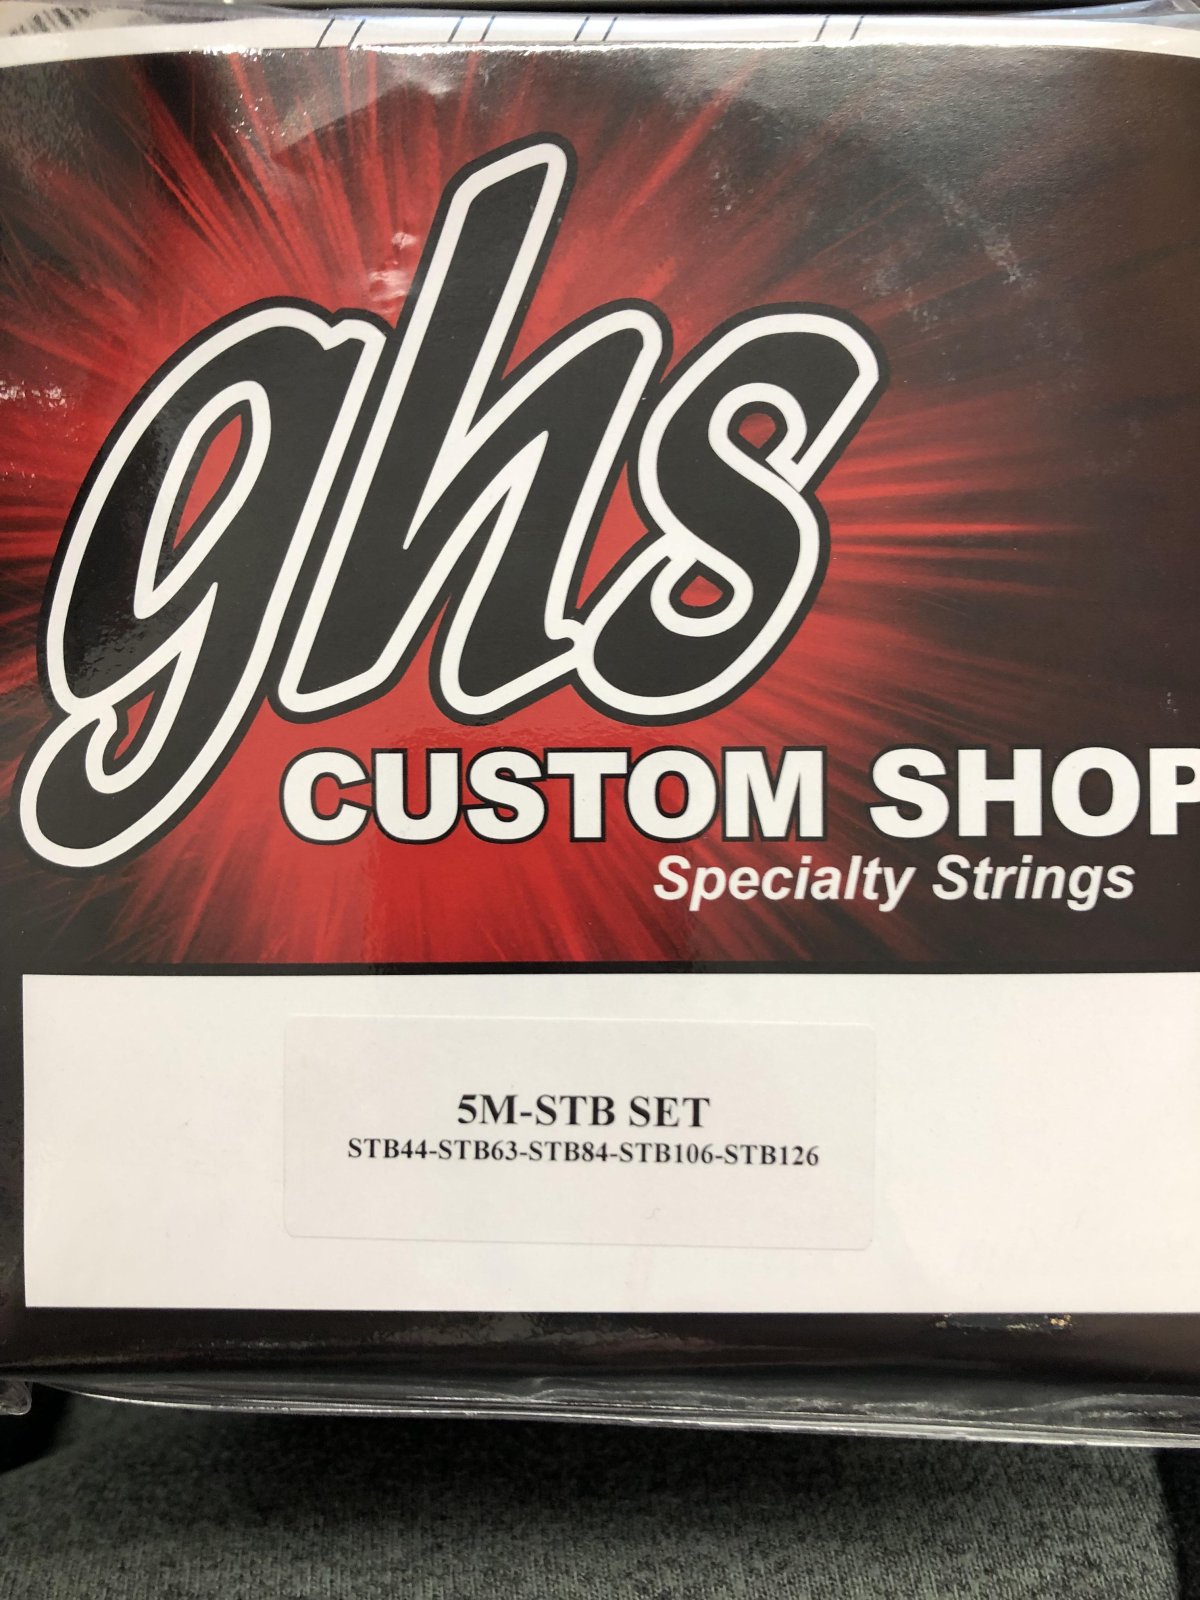 ghs
CUSTOM SHOP
Specialty Strings
5M-STB SET
STB44-STB63-STB84-STB106-STB126